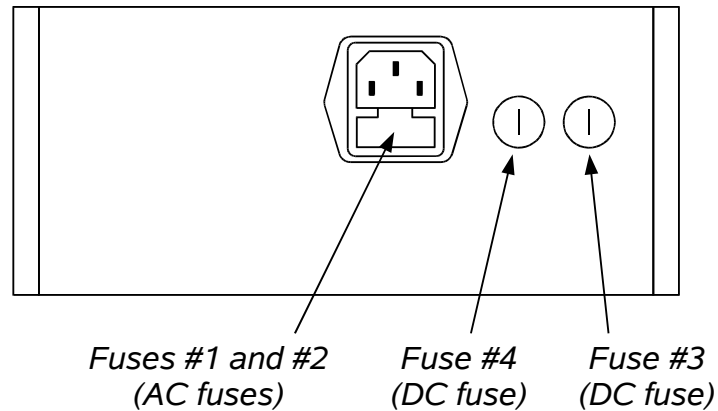 Fuses #1 and #2
(AC fuses)
Fuse #4
(DC fuse)
Fuse #3
(DC fuse)